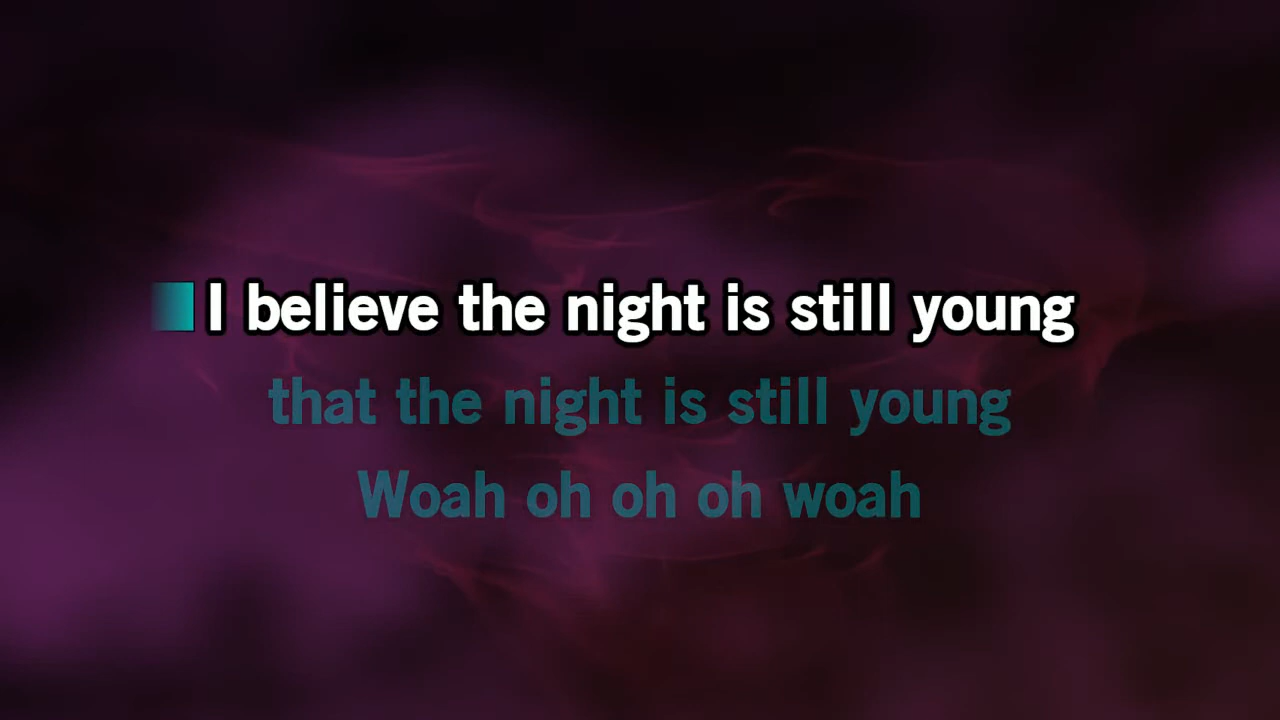 I believe the night is still young
that the night is still young
Woah oh oh oh woah